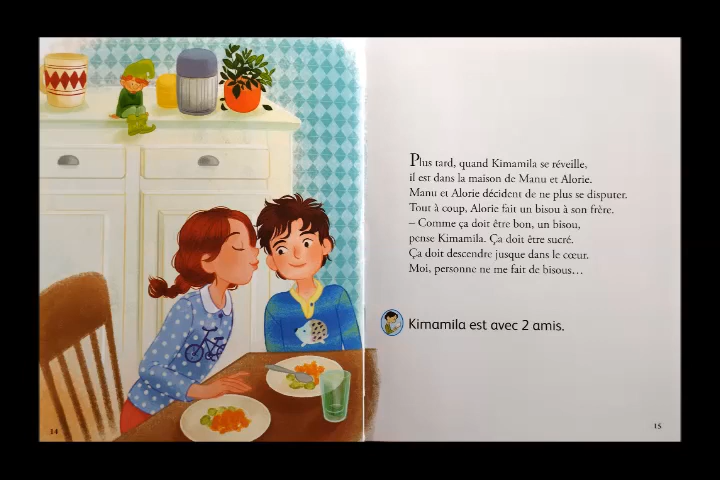 Plus tard, quand Kimamila se réveille,
il est dans la maison de Manu et Alorie.
Manu et Alorie décident de ne plus se disputer.
Tout à coup, Alorie fait un bisou à son frère.
– Comme ça doit être bon, un bisou,
pense Kimamila. Ça doit être sucré.
Ça doit descendre jusque dans le cœur.
Moi, personne ne me fait de bisous…
Kimamila est avec 2 amis.
14
15